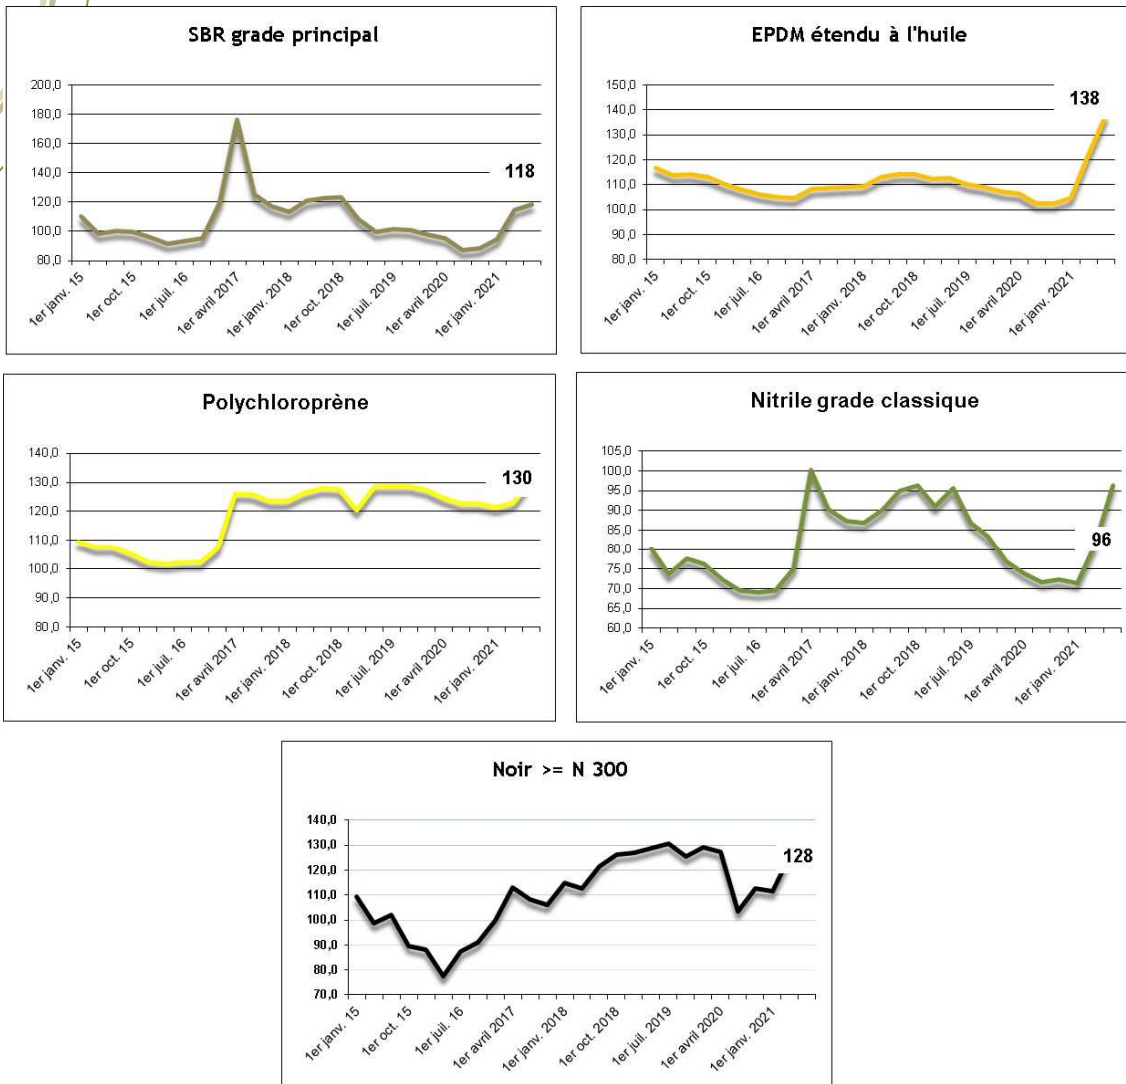 SBR grade principal
200,0
180,0
160,0
140,0
120,0
100,0
80,0
118
1er janv. 15
1er oct. 15
1er juil. 16
1er avril 2017
1er janv. 2018
1er oct. 2018
1er juil. 2019
1er avril 2020
1er janv. 2021
EPDM étendu à l'huile
150,0
140,0
130,0
120,0
110,0
100,0
90,0
80,0
138
1er janv. 15
1er oct. 15
1er juil. 16
1er avril 2017
1er janv. 2018
1er oct. 2018
1er juil. 2019
1er avril 2020
1er janv. 2021
Polychloroprène
140,0
130,0
120,0
110,0
100,0
90,0
80,0
130
1er janv. 15
1er oct. 15
1er juil. 16
1er avril 2017
1er janv. 2018
1er oct. 2018
1er juil. 2019
1er avril 2020
1er janv. 2021
Nitrile grade classique
105,0
100,0
95,0
90,0
85,0
80,0
75,0
70,0
65,0
60,0
96
1er janv. 15
1er oct. 15
1er juil. 16
1er avril 2017
1er janv. 2018
1er oct. 2018
1er juil. 2019
1er avril 2020
1er janv. 2021
Noir >= N 300
140,0
130,0
120,0
110,0
100,0
90,0
80,0
70,0
128
1er janv. 15
1er oct. 15
1er juil. 16
1er avril 2017
1er janv. 2018
1er oct. 2018
1er juil. 2019
1er avril 2020
1er janv. 2021